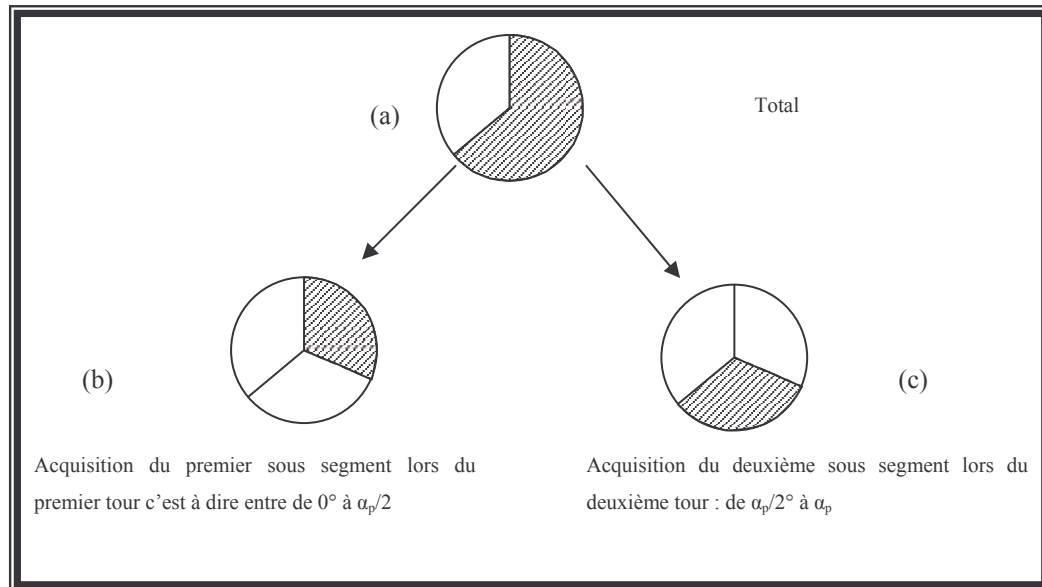 (a)
Total
(b)
(c)
Acquisition du premier sous segment lors du
premier tour c’est à dire entre de 0° à αp/2
Acquisition du deuxième sous segment lors du
deuxième tour : de αp/2° à αp